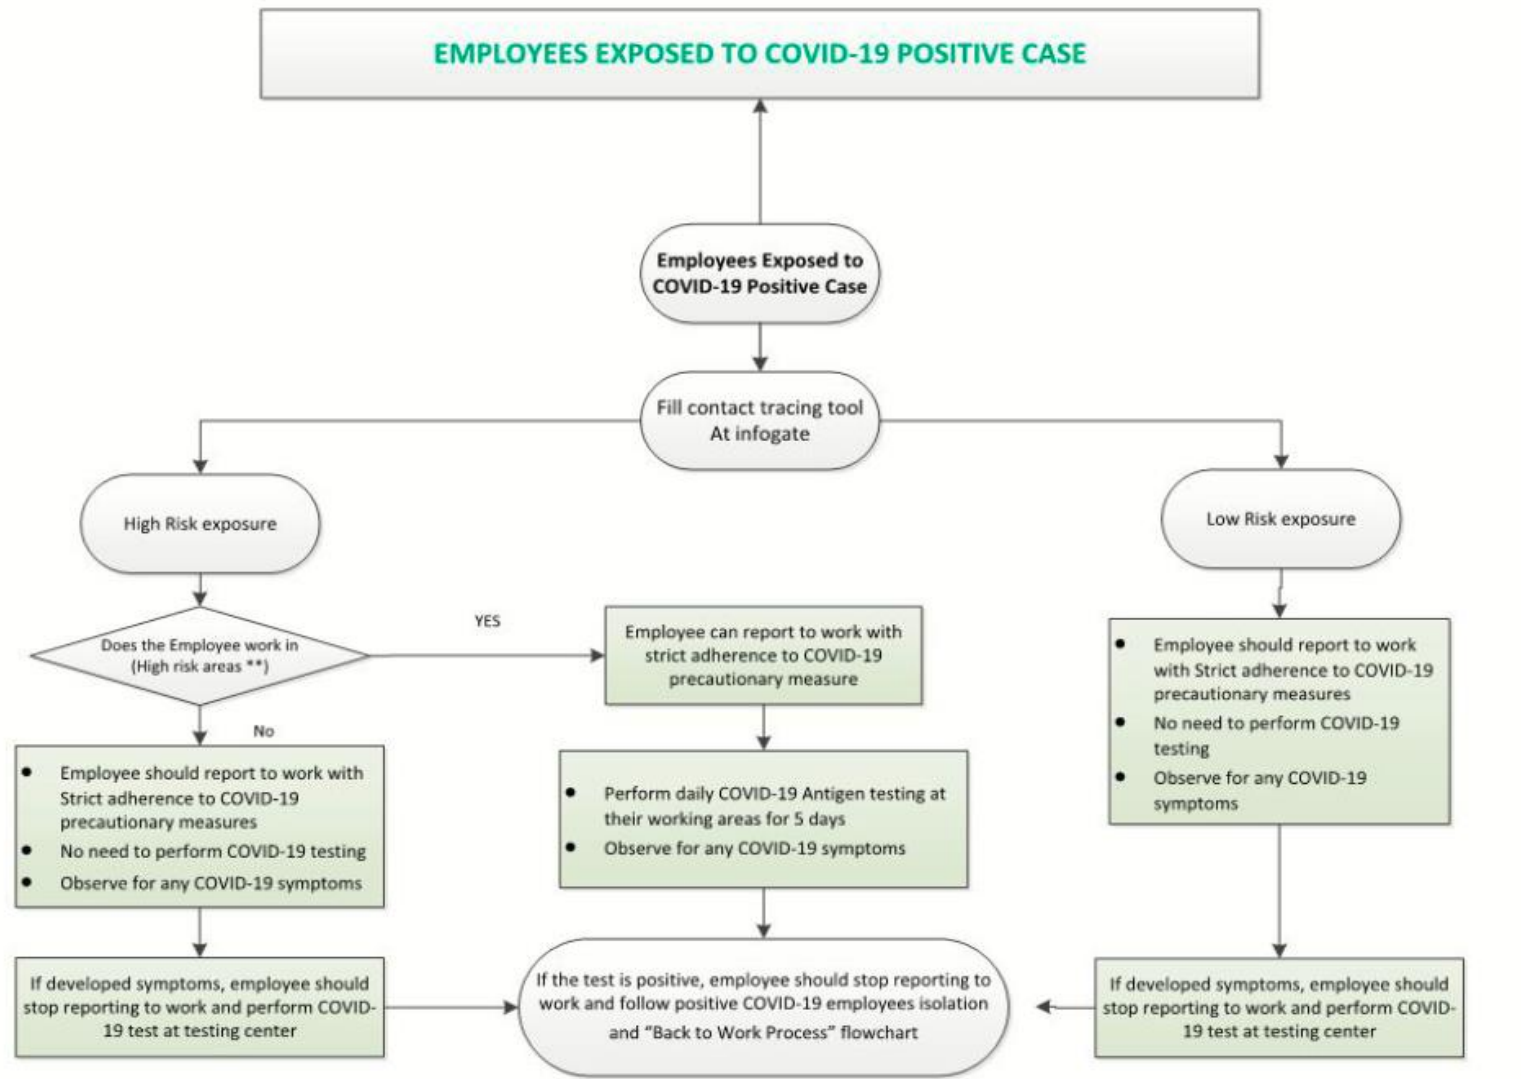 EMPLOYEES EXPOSED TO COVID-19 POSITIVE CASE
Employees Exposed to
COVID-19 Positive Case
Fill contact tracing tool
At infogate
High Risk exposure
Low Risk exposure
Does the Employee work in
(High risk areas **)
YES
No
Employee can report to work with
strict adherence to COVID-19
precautionary measure
● Employee should report to work
with Strict adherence to COVID-19
precautionary measures
● No need to perform COVID-19
testing
● Observe for any COVID-19
symptoms
● Employee should report to work with
Strict adherence to COVID-19
precautionary measures
● No need to perform COVID-19 testing
● Observe for any COVID-19 symptoms
● Perform daily COVID-19 Antigen testing at
their working areas for 5 days
● Observe for any COVID-19 symptoms
If developed symptoms, employee should
stop reporting to work and perform COVID-
19 test at testing center
If the test is positive, employee should stop reporting to
work and follow positive COVID-19 employees isolation
and “Back to Work Process” flowchart
If developed symptoms, employee should
stop reporting to work and perform COVID-
19 test at testing center